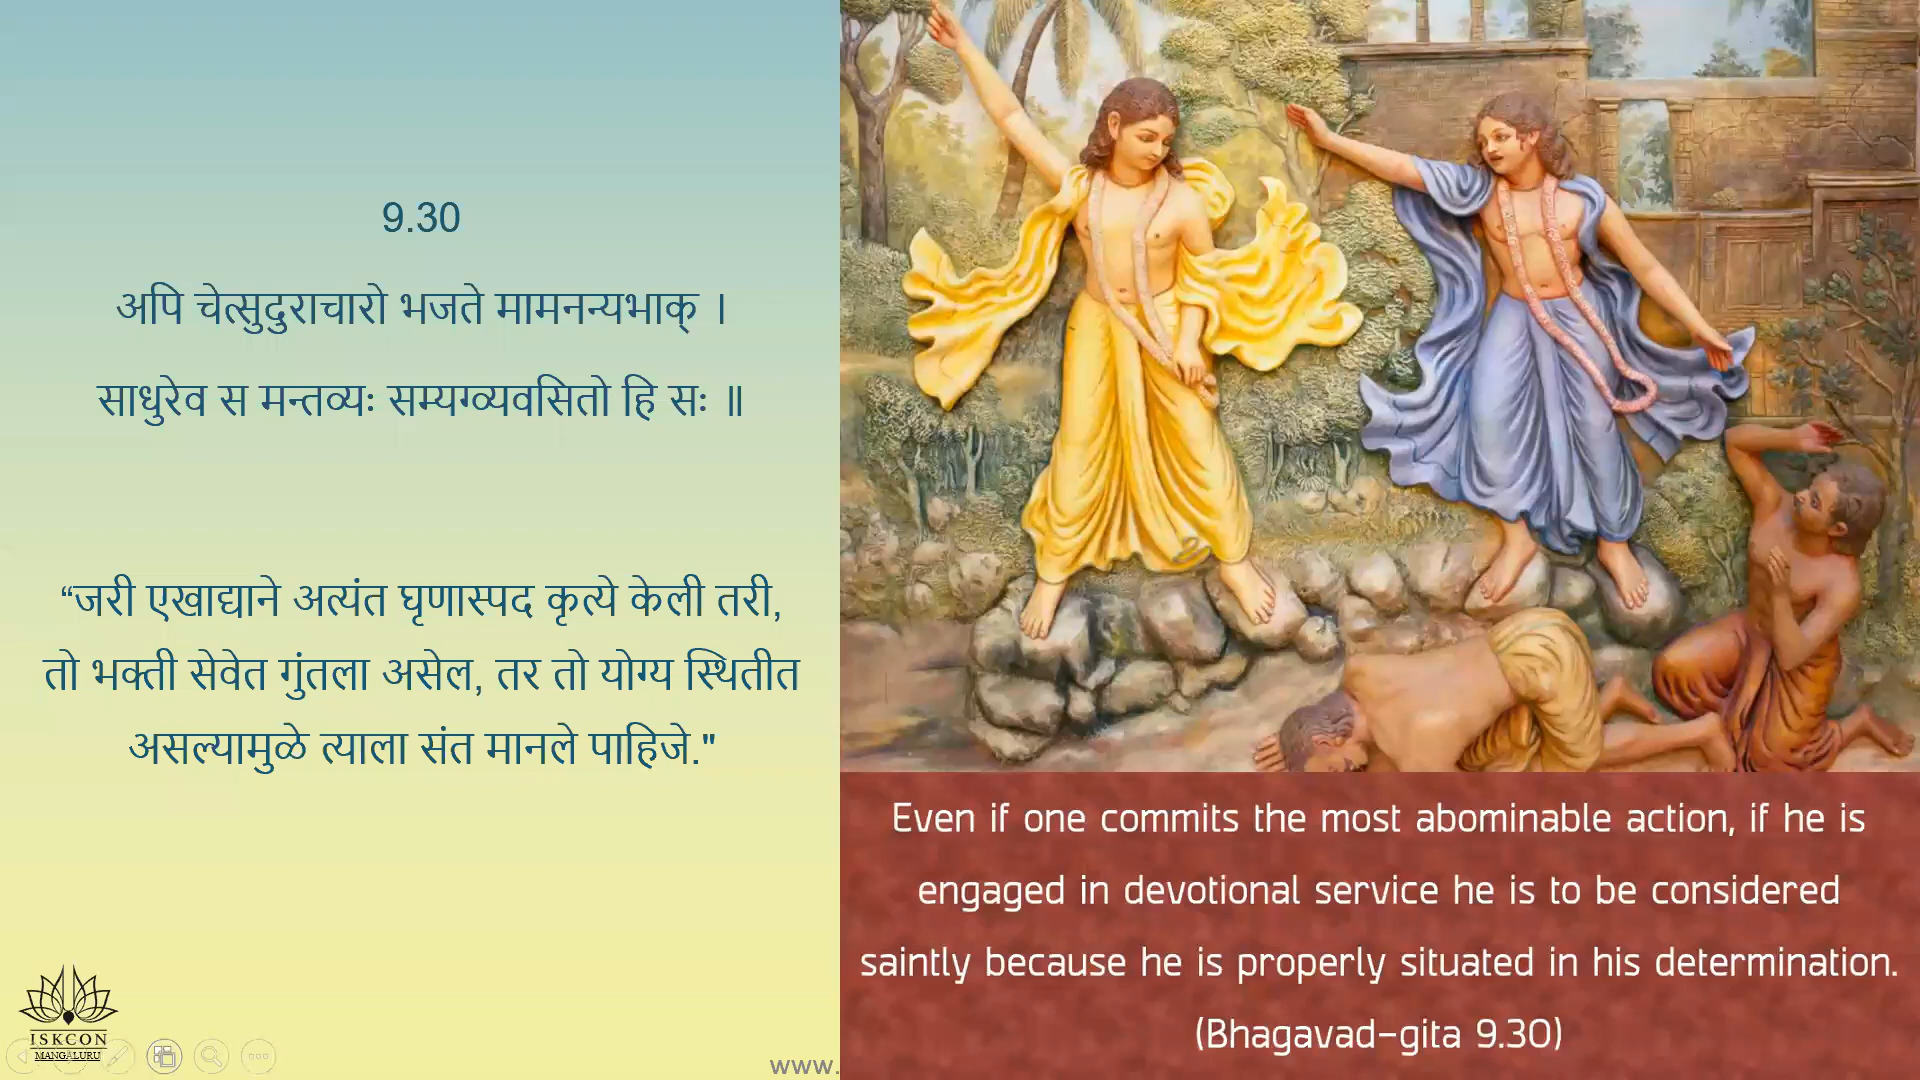 9.30
अपि चेत्सुदुराचारो भजते मामनन्यभाक् ।
साधुरेव स मन्तव्यः सम्यग्व्यवसितो हि सः ॥
“जरी एखाद्याने अत्यंत घृणास्पद कृत्ये केली तरी,
तो भक्ती सेवेत गुंतला असेल, तर तो योग्य स्थितीत
असल्यामुळे त्याला संत मानले पाहिजे."
ISKCON
MANGALURU
www.
Even if one commits the most abominable action, if he is
engaged in devotional service he is to be considered
saintly because he is properly situated in his determination.
(Bhagavad-gita 9.30)